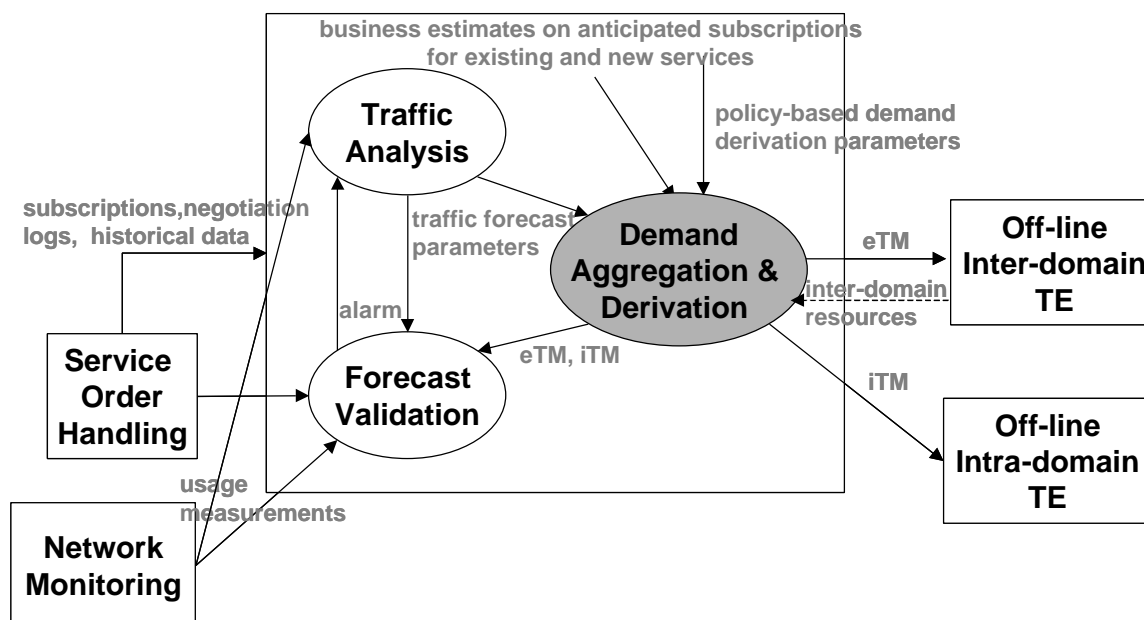 business estimates on anticipated subscriptions
for existing and new services
Traffic
Analysis
policy-based demand
derivation parameters
subscriptions,negotiation
logs, historical data
traffic forecast
parameters
Demand
Aggregation &
Derivation
eTM
Off-line
Inter-domain
TE
inter-domain
resources
alarm
eTM, iTM
iTM
Service
Order
Handling
Forecast
Validation
Off-line
Intra-domain
TE
usage
measurements
Network
Monitoring